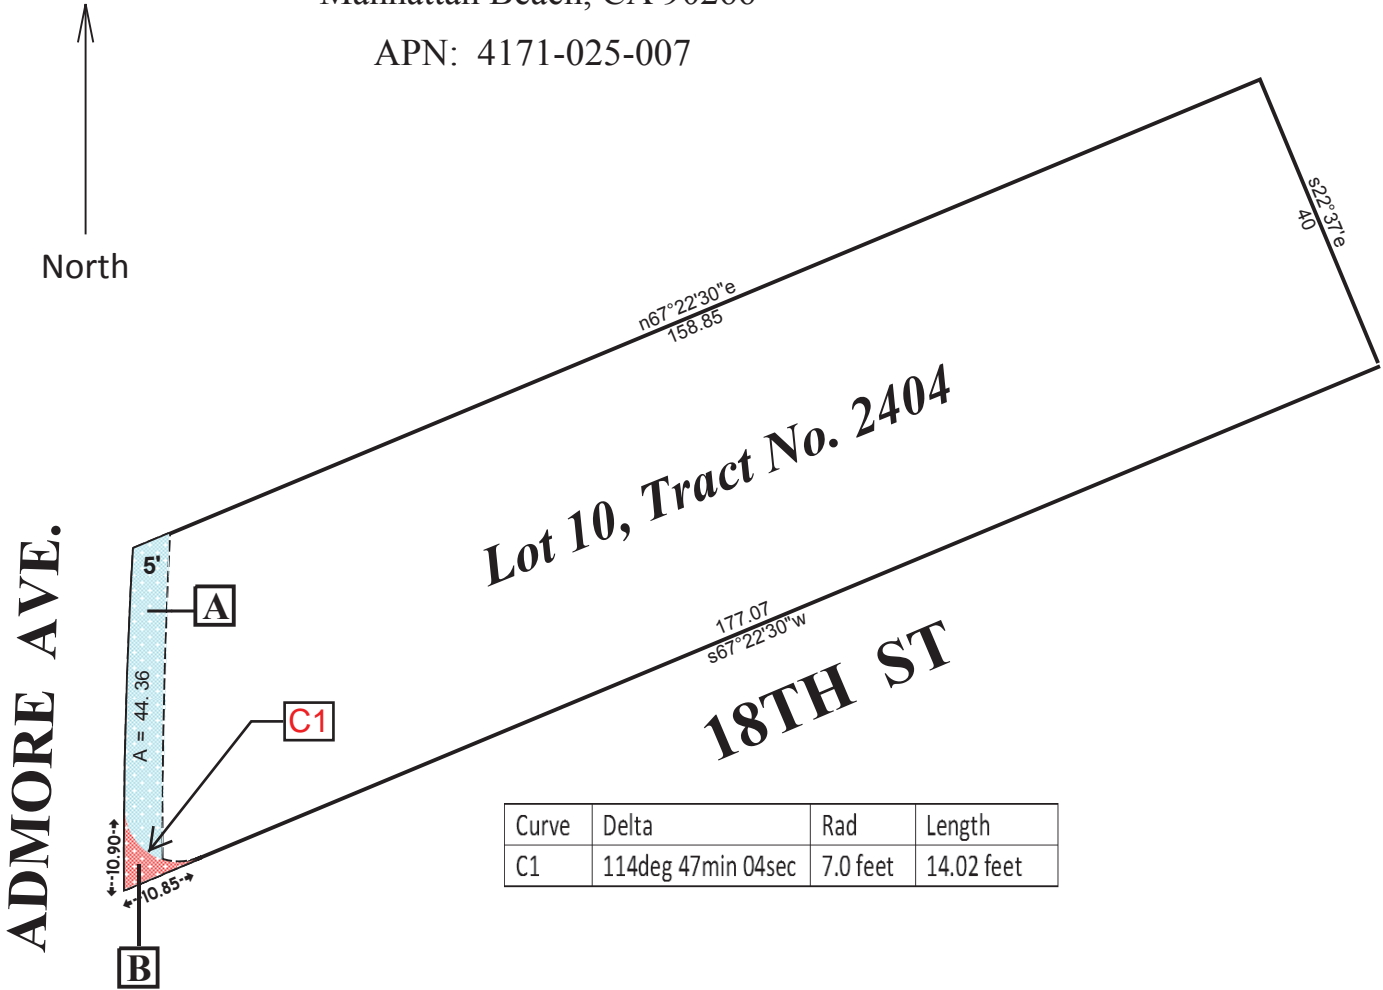 APN: 4171-025-007
North
n67°22'30"e
158.85
s22°37'e
40
Lot 10, Tract No. 2404
ADMORE AVE.
5'
A
A = 44. 36
C1
177.07
s67°22'30"w
18TH ST
10.90
10.85
B
Curve Delta Rad Length
C1 114deg 47min 04sec 7.0 feet 14.02 feet